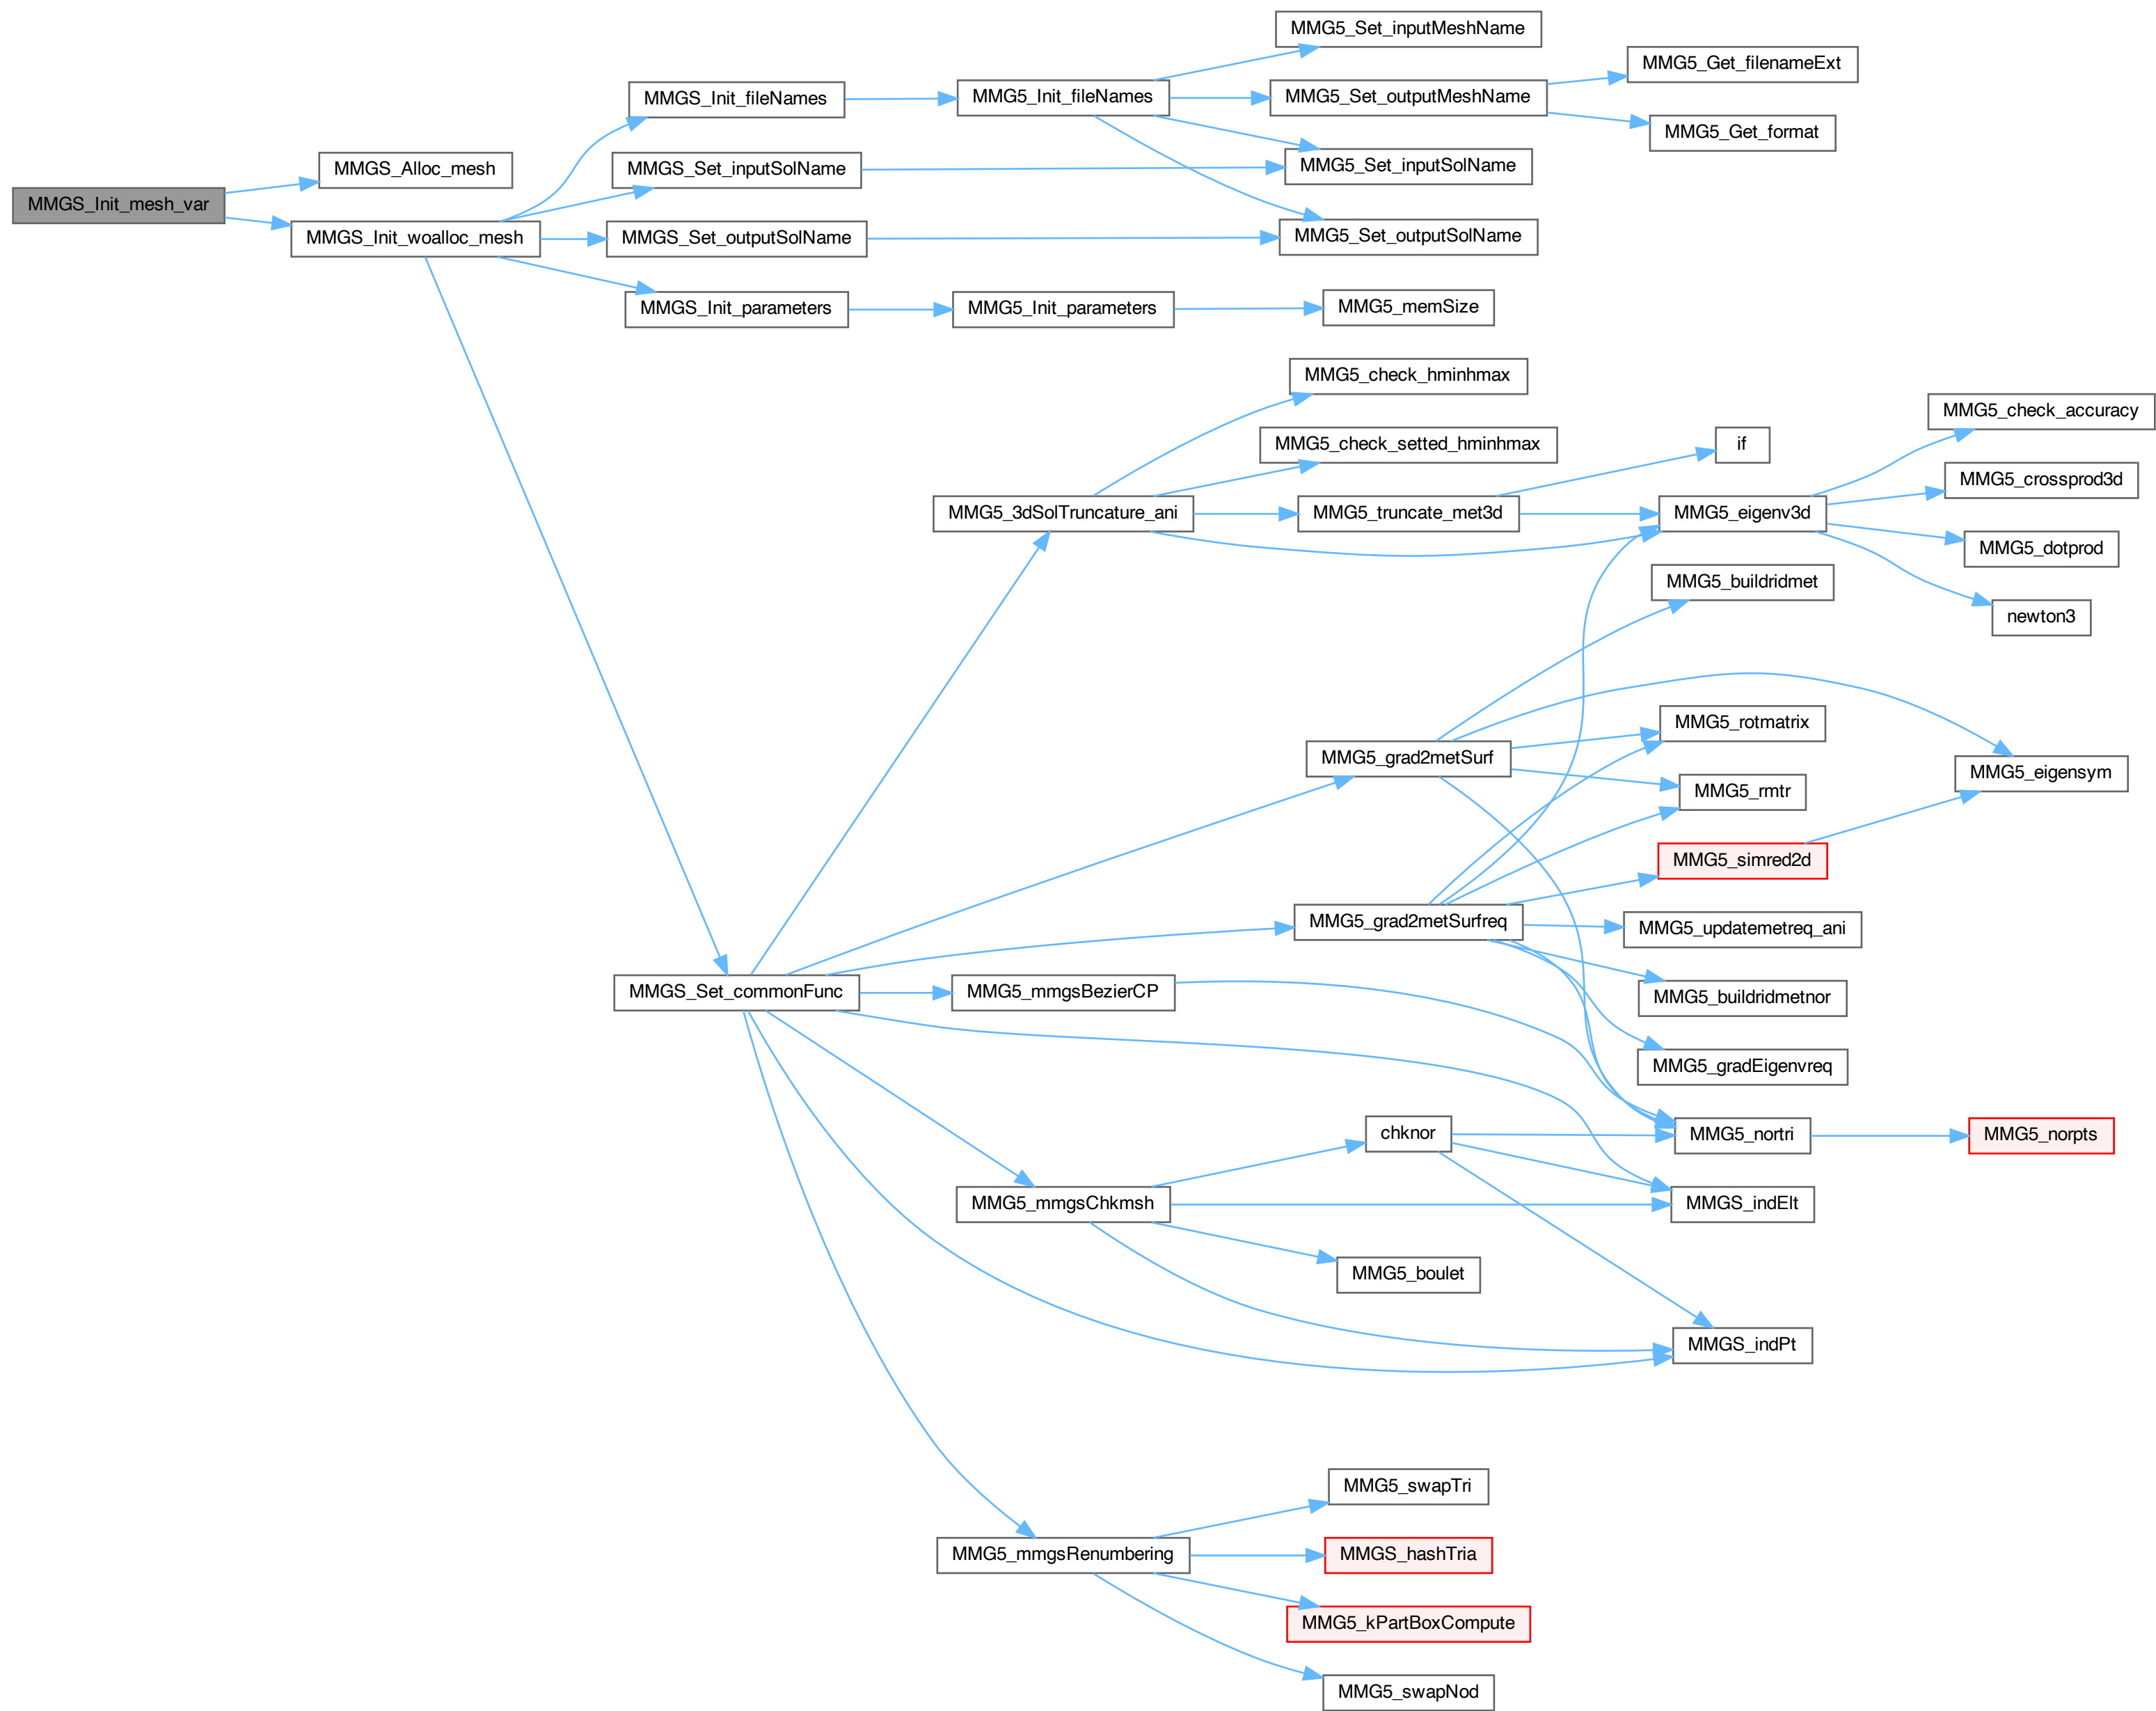 MMGS_Init_mesh_var
MMGS_Alloc_mesh
MMGS_Init_woalloc_mesh
MMGS_Init_fileNames
MMGS_Set_inputSolName
MMGS_Set_outputSolName
MMGS_Init_parameters
MMGS_Set_commonFunc
MMG5_Init_fileNames
MMG5_Init_parameters
MMG5_3dSolTruncature_ani
MMG5_mmgsBezierCP
MMG5_mmgsChkmsh
MMG5_mmgsRenumbering
MMG5_Set_inputMeshName
MMG5_Set_outputMeshName
MMG5_Set_inputSolName
MMG5_Set_outputSolName
MMG5_memSize
MMG5_check_hminhmax
MMG5_check_setted_hminhmax
MMG5_truncate_met3d
MMG5_grad2metSurf
MMG5_grad2metSurfreq
chknor
MMG5_boulet
MMG5_swapTri
MMGS_hashTria
MMG5_kPartBoxCompute
MMG5_swapNod
MMG5_Get_filenameExt
MMG5_Get_format
if
MMG5_eigenv3d
MMG5_buildridmet
MMG5_rotmatrix
MMG5_rmtr
MMG5_simred2d
MMG5_updatemetreq_ani
MMG5_buildridmetnor
MMG5_gradEigenvreq
MMG5_nortri
MMGS_indElt
MMGS_indPt
MMG5_check_accuracy
MMG5_crossprod3d
MMG5_dotprod
newton3
MMG5_eigensym
MMG5_norpts